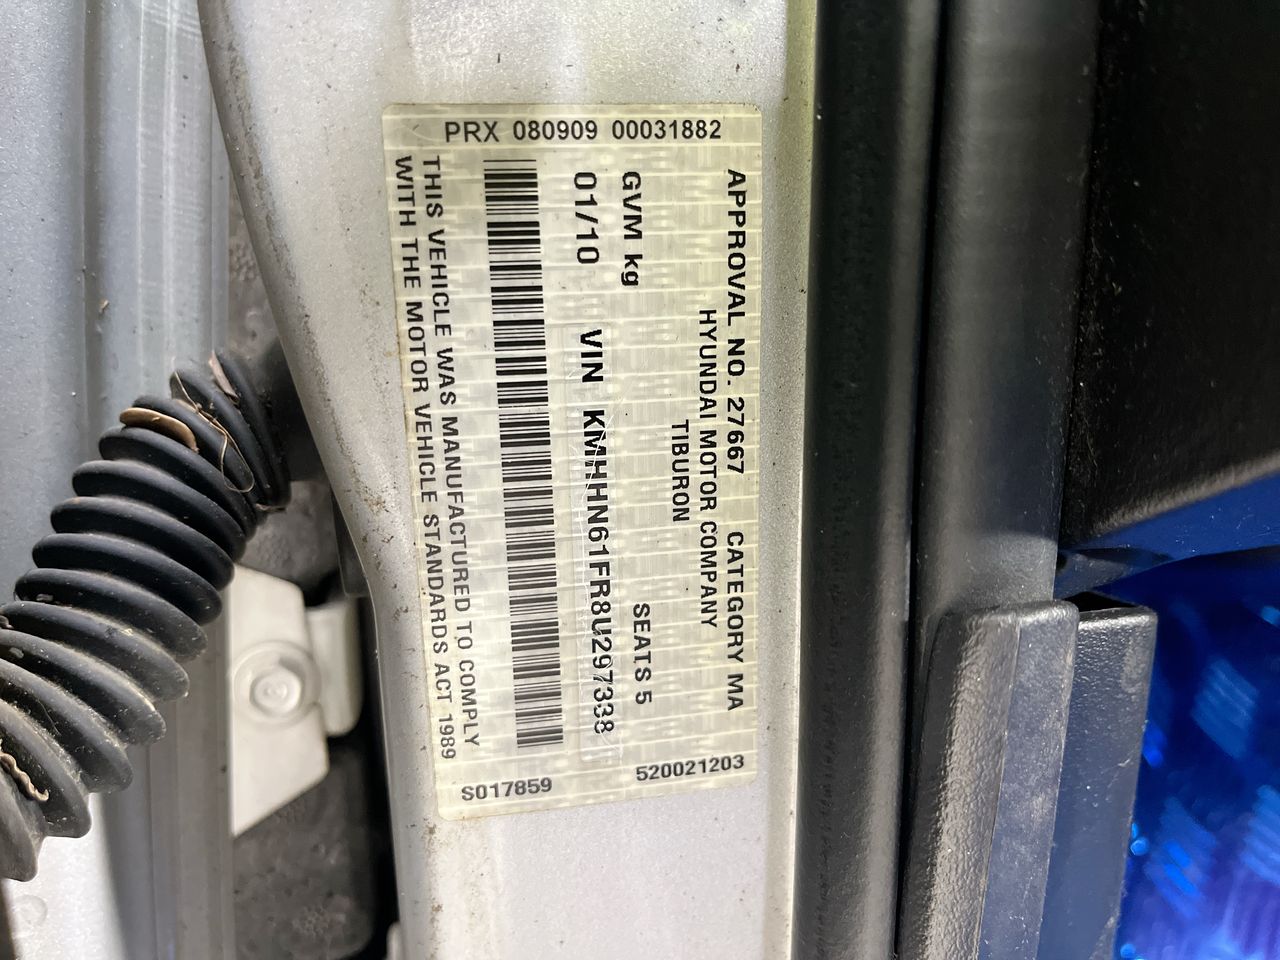 PRX 080909 00031882
APPROVAL NO. 27667 CATEGORY MA
HYUNDAI MOTOR COMPANY
TIBURON
GVM kg SEATS 5
01/10 VIN KMHHN61FR8U297338
THIS VEHICLE WAS MANUFACTURED TO COMPLY
WITH THE MOTOR VEHICLE STANDARDS ACT 1989
S017859 520021203